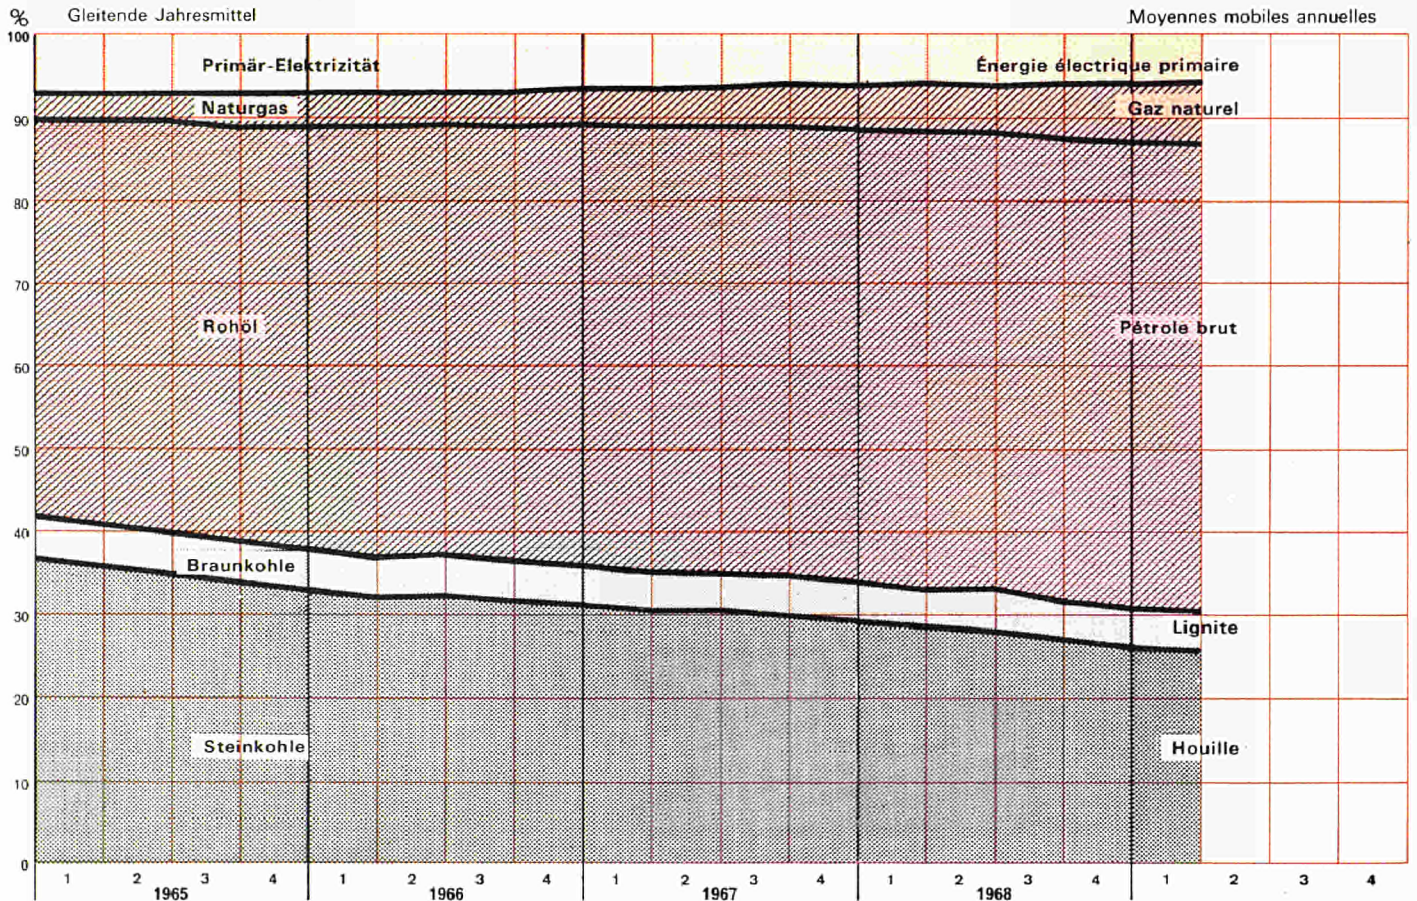 % Gleitende Jahresmittel Moyennes mobiles annuelles
100
Primär-Elektrizität Énergie électrique primaire
Naturgas Gaz naturel
90
80
70
Rohöl Pétrole brut
60
50
40
Braunkohle
30
Lignite
20
Steinkohle Houille
10
0
1 2 3 4 1 2 3 4 1 2 3 4 1 2 3 4 1 2 3 4
1965 1966 1967 1968